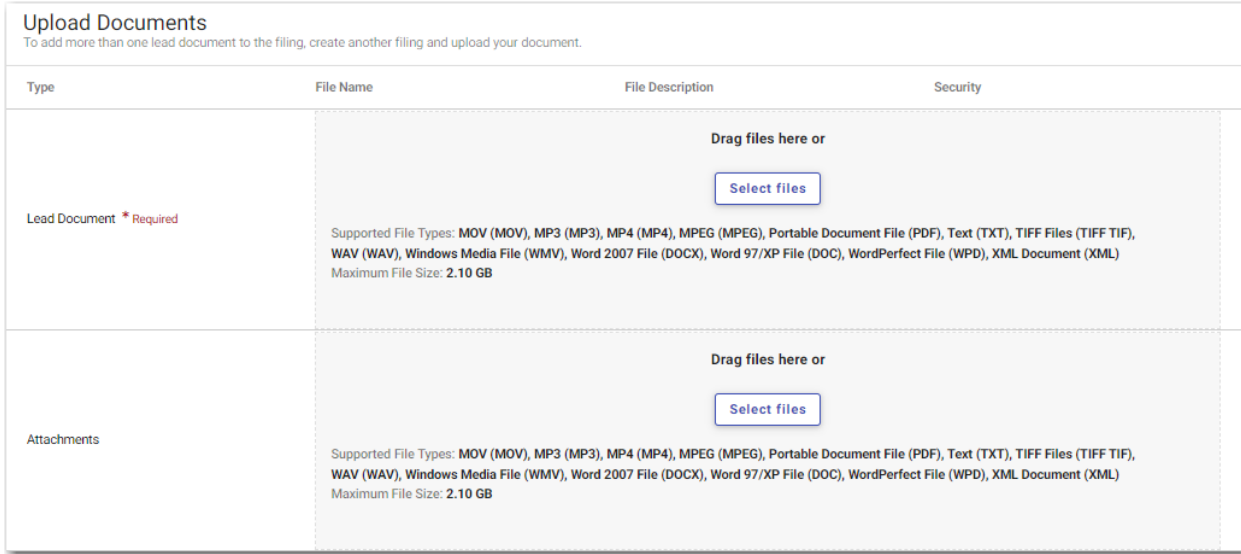 Upload Documents
To add more than one lead document to the filing, create another filing and upload your document.
Type File Name File Description Security
Drag files here or
Select files
Lead Document * Required
Supported File Types: MOV (MOV), MP3 (MP3), MP4 (MP4), MPEG (MPEG), Portable Document File (PDF), Text (TXT), TIFF Files (TIFF TIF),
WAV (WAV), Windows Media File (WMV), Word 2007 File (DOCX), Word 97/XP File (DOC), WordPerfect File (WPD), XML Document (XML)
Maximum File Size: 2.10 GB
Drag files here or
Select files
Attachments
Supported File Types: MOV (MOV), MP3 (MP3), MP4 (MP4), MPEG (MPEG), Portable Document File (PDF), Text (TXT), TIFF Files (TIFF TIF),
WAV (WAV), Windows Media File (WMV), Word 2007 File (DOCX), Word 97/XP File (DOC), WordPerfect File (WPD), XML Document (XML)
Maximum File Size: 2.10 GB